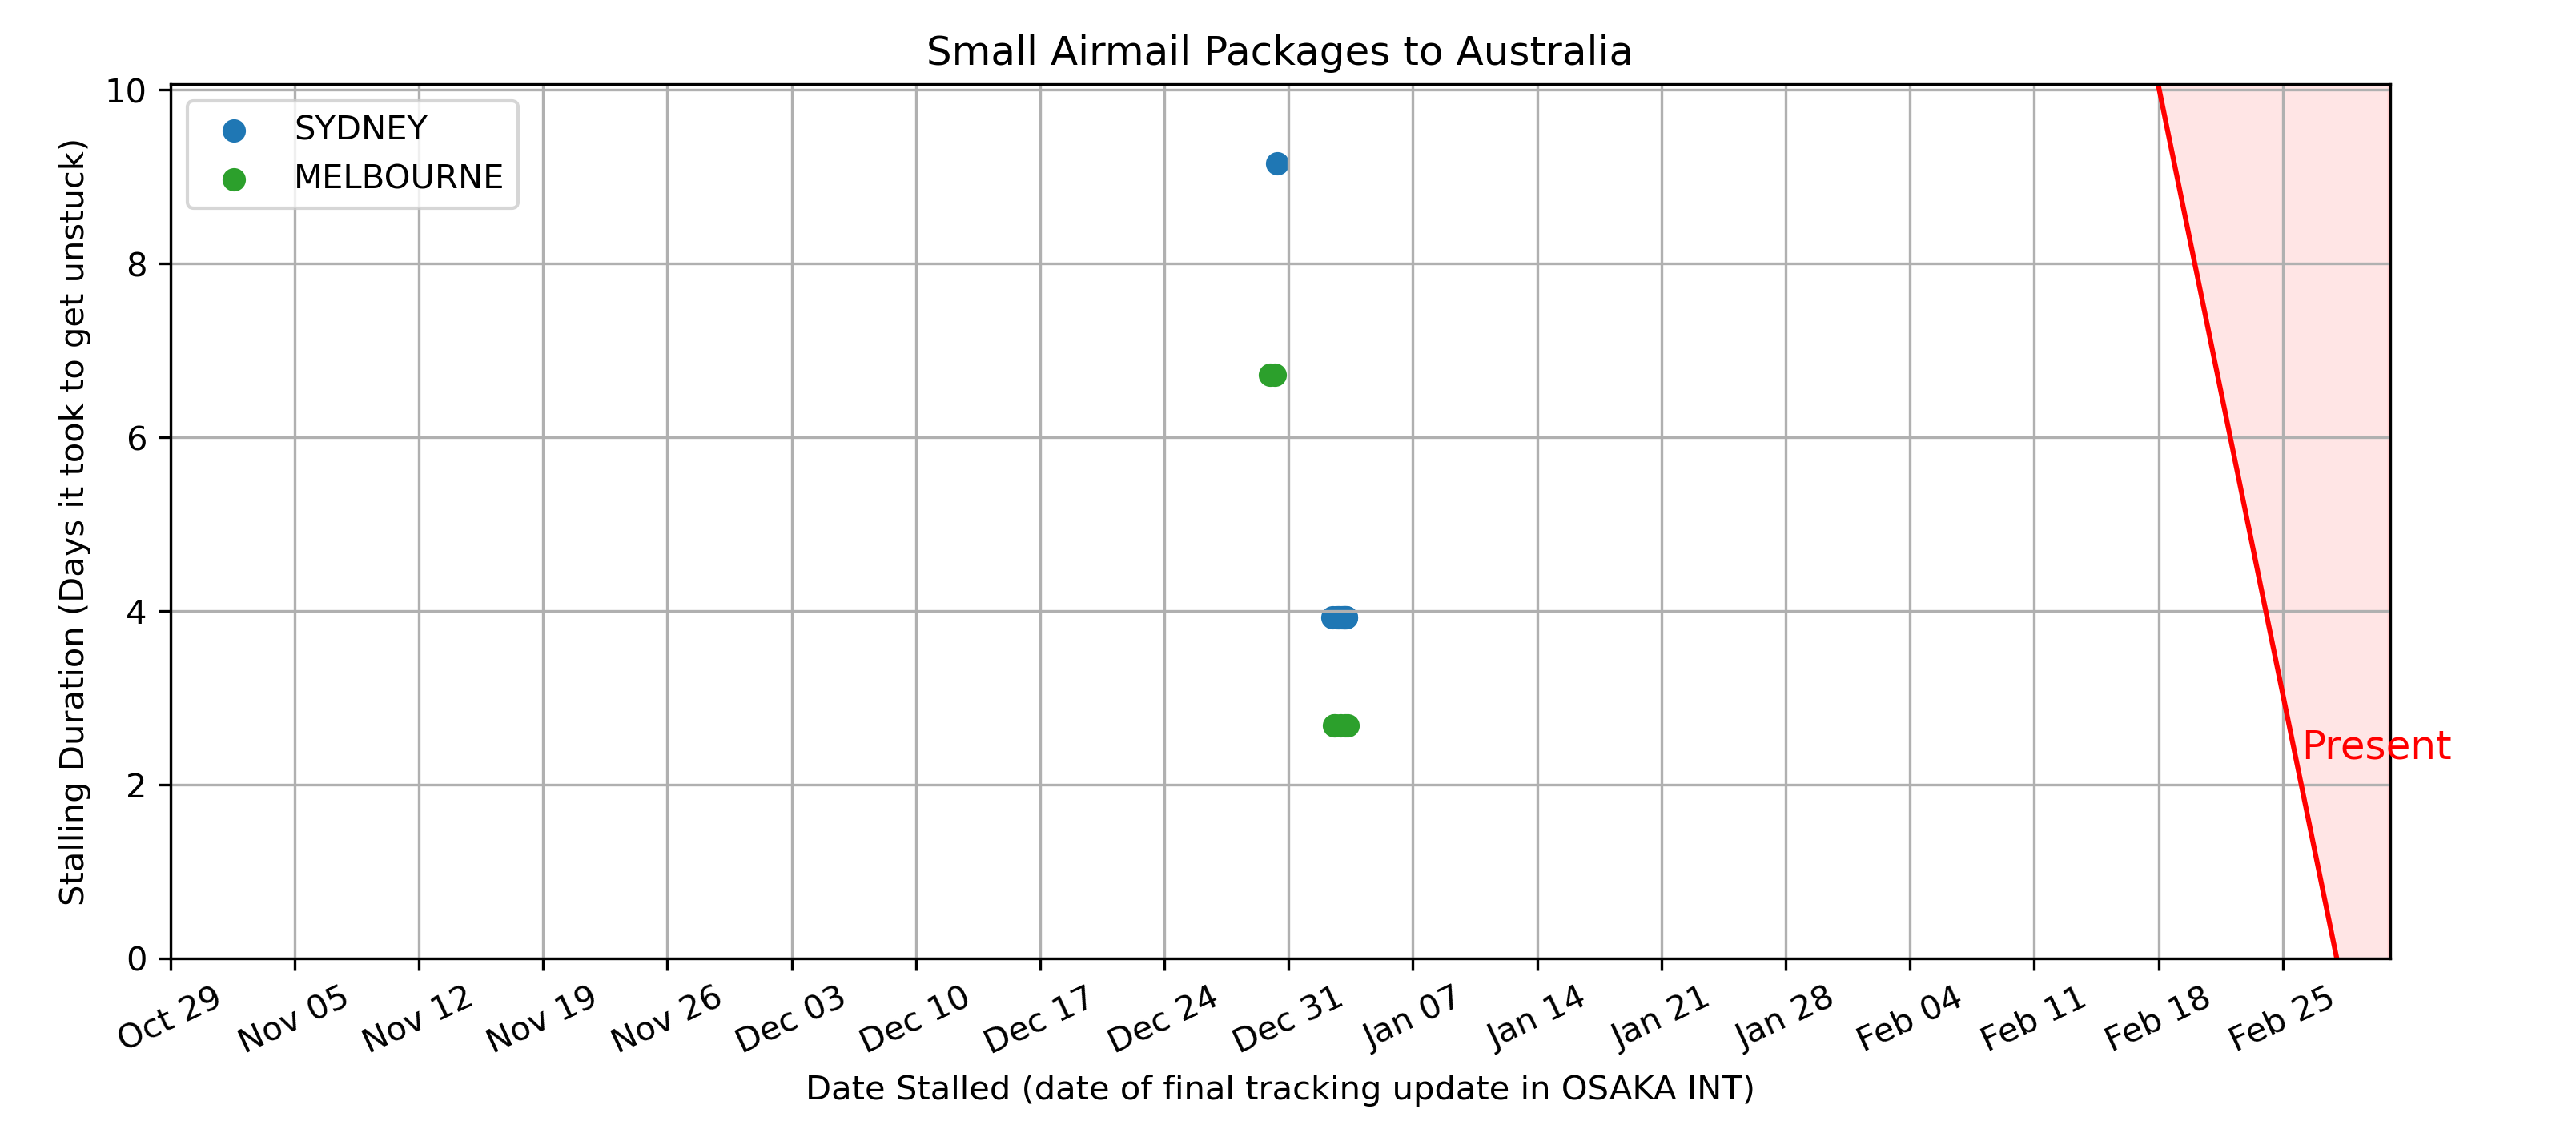 Small Airmail Packages to Australia
SYDNEY
MELBOURNE
Stalling Duration (Days it took to get unstuck)
10
8
6
4
2
0
Present
Oct 29
Nov 05
Nov 12
Nov 19
Nov 26
Dec 03
Dec 10
Dec 17
Dec 24
Dec 31
Jan 07
Jan 14
Jan 21
Jan 28
Feb 04
Feb 11
Feb 18
Feb 25
Date Stalled (date of final tracking update in OSAKA INT)